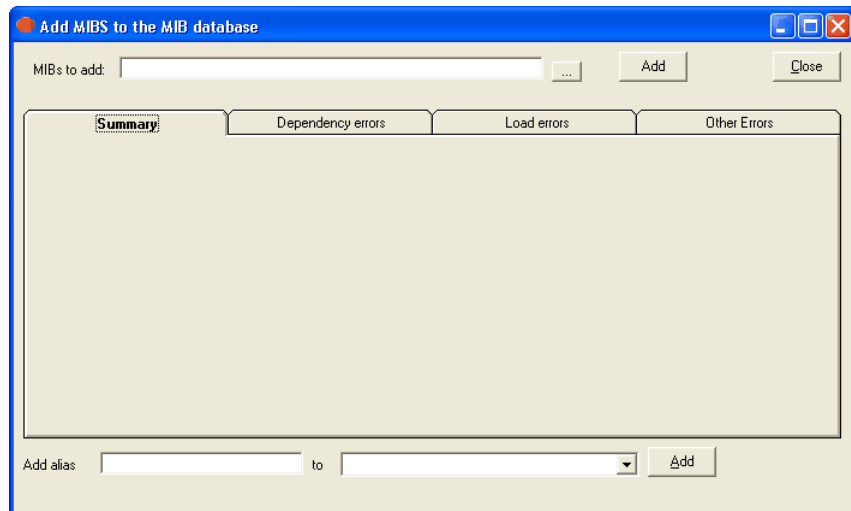 Add MIBS to the MIB database
MIBs to add: ... Add Close
Summary Dependency errors Load errors Other Errors
Add alias to Add